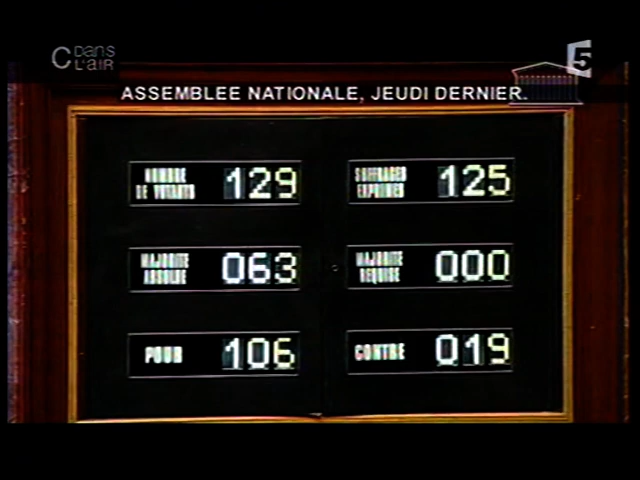 C DANS L'AIR
5
ASSEMBLEE NATIONALE, JEUDI DERNIER.
NOMBRE DE VOTANTS 129
SUFFRAGES EXPRIMES 125
MAJORITE ABSOLUE 063
MAJORITE REQUISE 000
POUR 106
CONTRE 019